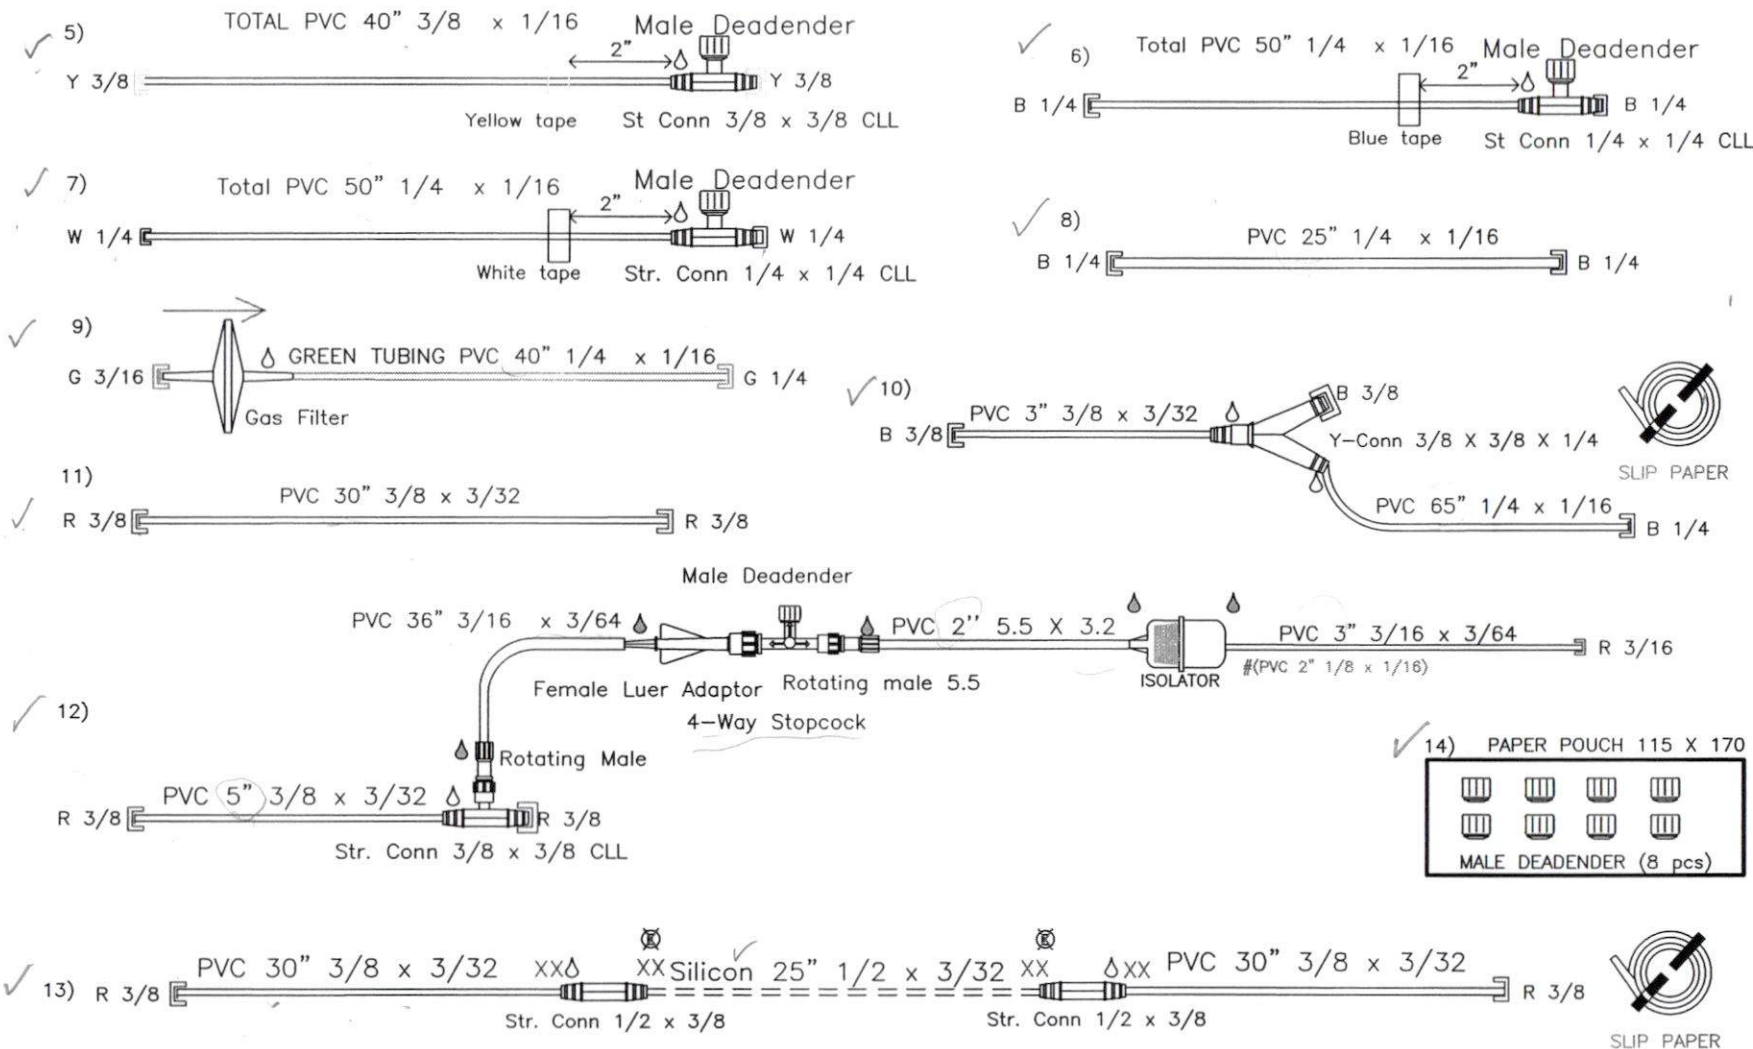 5)
TOTAL PVC 40” 3/8 x 1/16
Male Deadender
2”
Y 3/8
Y 3/8
Yellow tape
St Conn 3/8 x 3/8 CLL
6)
Total PVC 50” 1/4 x 1/16
Male Deadender
2”
B 1/4
B 1/4
Blue tape
St Conn 1/4 x 1/4 CLL
7)
Total PVC 50” 1/4 x 1/16
Male Deadender
2”
W 1/4
W 1/4
White tape
Str. Conn 1/4 x 1/4 CLL
8)
PVC 25” 1/4 x 1/16
B 1/4
B 1/4
9)
GREEN TUBING PVC 40” 1/4 x 1/16
G 3/16
G 1/4
Gas Filter
10)
B 3/8
PVC 3” 3/8 x 3/32
B 3/8
Y-Conn 3/8 X 3/8 X 1/4
PVC 65” 1/4 x 1/16
B 1/4
SLIP PAPER
11)
PVC 30” 3/8 x 3/32
R 3/8
R 3/8
12)
Male Deadender
PVC 36” 3/16 x 3/64
PVC 2’’ 5.5 X 3.2
PVC 3” 3/16 x 3/64
R 3/16
#(PVC 2” 1/8 x 1/16)
ISOLATOR
Female Luer Adaptor
Rotating male 5.5
4-Way Stopcock
Rotating Male
PVC 5” 3/8 x 3/32
R 3/8
R 3/8
Str. Conn 3/8 x 3/8 CLL
14)
PAPER POUCH 115 X 170
MALE DEADENDER (8 pcs)
13)
E
E
PVC 30” 3/8 x 3/32
XX
XX
Silicon 25” 1/2 x 3/32
XX
XX
PVC 30” 3/8 x 3/32
R 3/8
R 3/8
Str. Conn 1/2 x 3/8
Str. Conn 1/2 x 3/8
SLIP PAPER